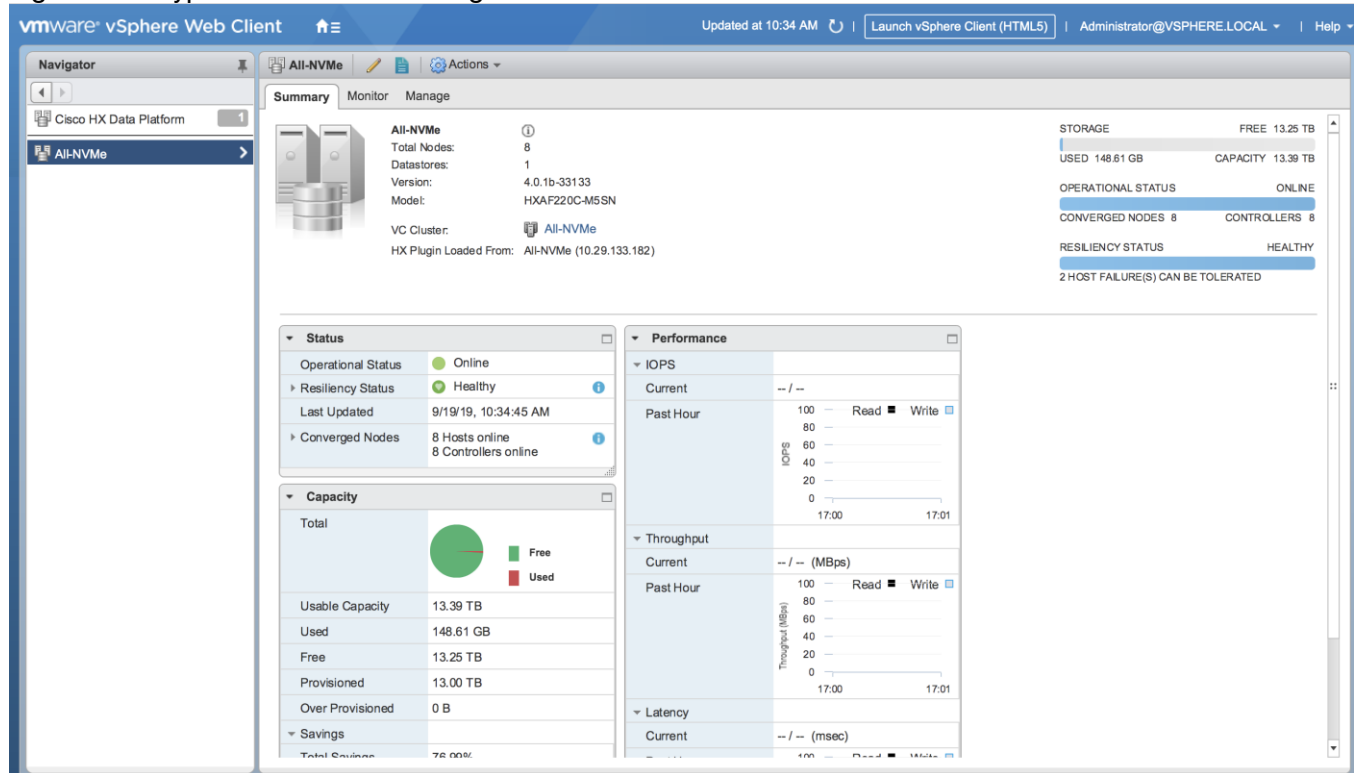 vmware® vSphere Web Client
Updated at 10:34 AM | Launch vSphere Client (HTML5) | Administrator@VSPHERE.LOCAL | Help
Navigator
Cisco HX Data Platform 1
All-NVMe
All-NVMe Actions
Summary Monitor Manage
All-NVMe
Total Nodes: 8
Datastores: 1
Version: 4.0.1b-33133
Model: HXAF220C-M5SN
VC Cluster: All-NVMe
HX Plugin Loaded From: All-NVMe (10.29.133.182)
STORAGE FREE 13.25 TB
USED 148.61 GB CAPACITY 13.39 TB
OPERATIONAL STATUS ONLINE
CONVERGED NODES 8 CONTROLLERS 8
RESILIENCY STATUS HEALTHY
2 HOST FAILURE(S) CAN BE TOLERATED
Status
Operational Status Online
Resiliency Status Healthy
Last Updated 9/19/19, 10:34:45 AM
Converged Nodes 8 Hosts online
8 Controllers online
Capacity
Total
Free
Used
Usable Capacity 13.39 TB
Used 148.61 GB
Free 13.25 TB
Provisioned 13.00 TB
Over Provisioned 0 B
Savings
Total Savings 76.99%
Performance
IOPS
Current -- / --
Past Hour
100 Read Write
80
60
40
20
0
IOPS
17:00 17:01
Throughput
Current -- / -- (MBps)
Past Hour
100 Read Write
80
60
40
20
0
Throughput (MBps)
17:00 17:01
Latency
Current -- / -- (msec)
100 Read Write